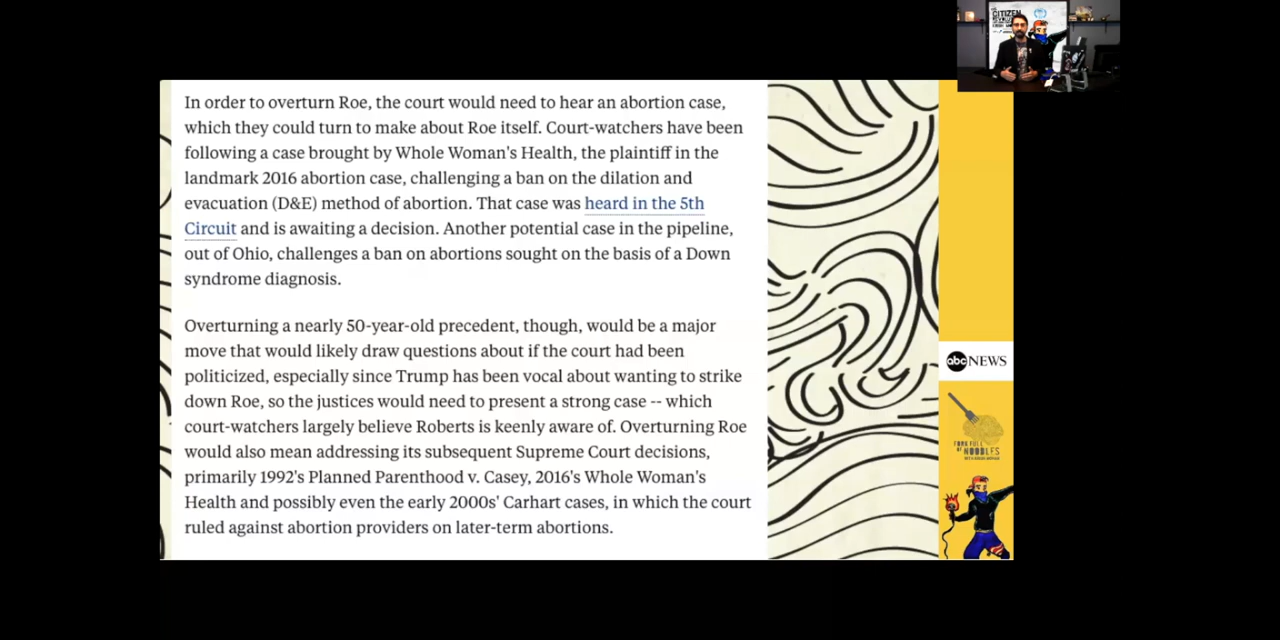 In order to overturn Roe, the court would need to hear an abortion case,
which they could turn to make about Roe itself. Court-watchers have been
following a case brought by Whole Woman's Health, the plaintiff in the
landmark 2016 abortion case, challenging a ban on the dilation and
evacuation (D&E) method of abortion. That case was heard in the 5th
Circuit and is awaiting a decision. Another potential case in the pipeline,
out of Ohio, challenges a ban on abortions sought on the basis of a Down
syndrome diagnosis.
Overturning a nearly 50-year-old precedent, though, would be a major
move that would likely draw questions about if the court had been
politicized, especially since Trump has been vocal about wanting to strike
down Roe, so the justices would need to present a strong case -- which
court-watchers largely believe Roberts is keenly aware of. Overturning Roe
would also mean addressing its subsequent Supreme Court decisions,
primarily 1992's Planned Parenthood v. Casey, 2016's Whole Woman's
Health and possibly even the early 2000s' Carhart cases, in which the court
ruled against abortion providers on later-term abortions.
CITIZEN
abc NEWS
FORK FULL
OF NOODLES